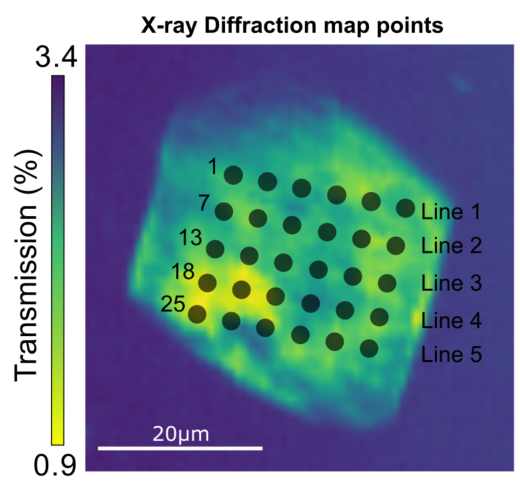 X-ray Diffraction map points
3.4
Transmission (%)
0.9
1
7
13
18
25
Line 1
Line 2
Line 3
Line 4
Line 5
20μm